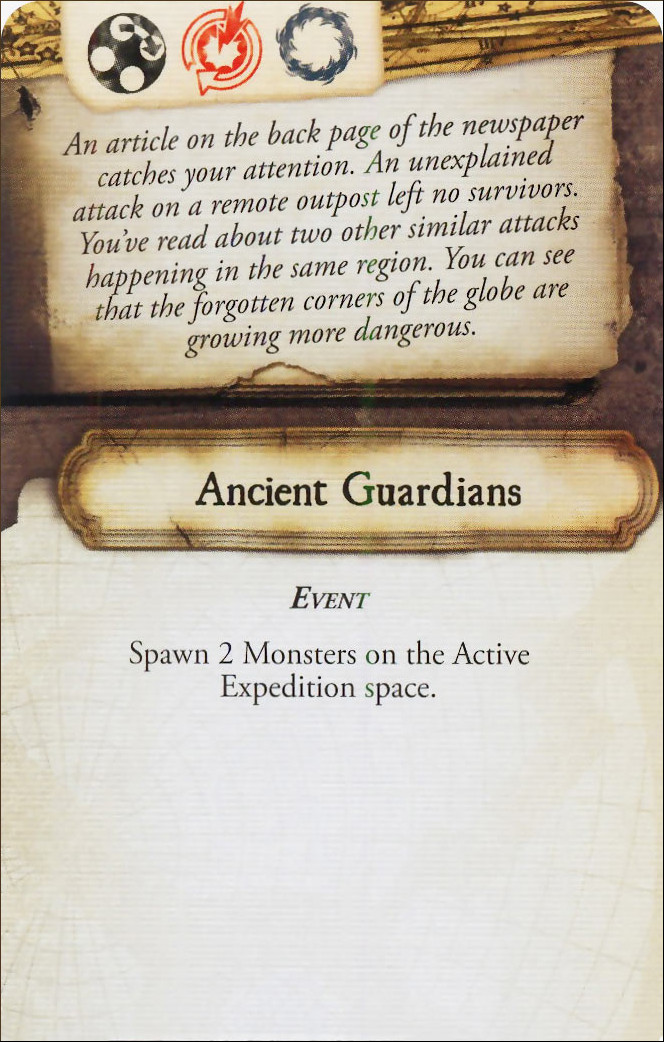 An article on the back page of the newspaper
catches your attention. An unexplained
attack on a remote outpost left no survivors.
You've read about two other similar attacks
happening in the same region. You can see
that the forgotten corners of the globe are
growing more dangerous.
Ancient Guardians
Event
Spawn 2 Monsters on the Active
Expedition space.